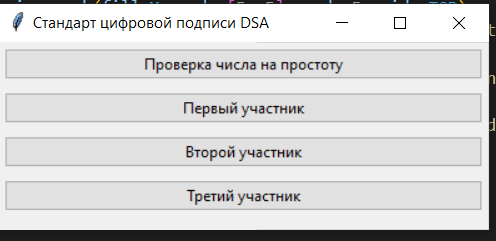 Стандарт цифровой подписи DSA
Проверка числа на простоту
Первый участник
Второй участник
Третий участник